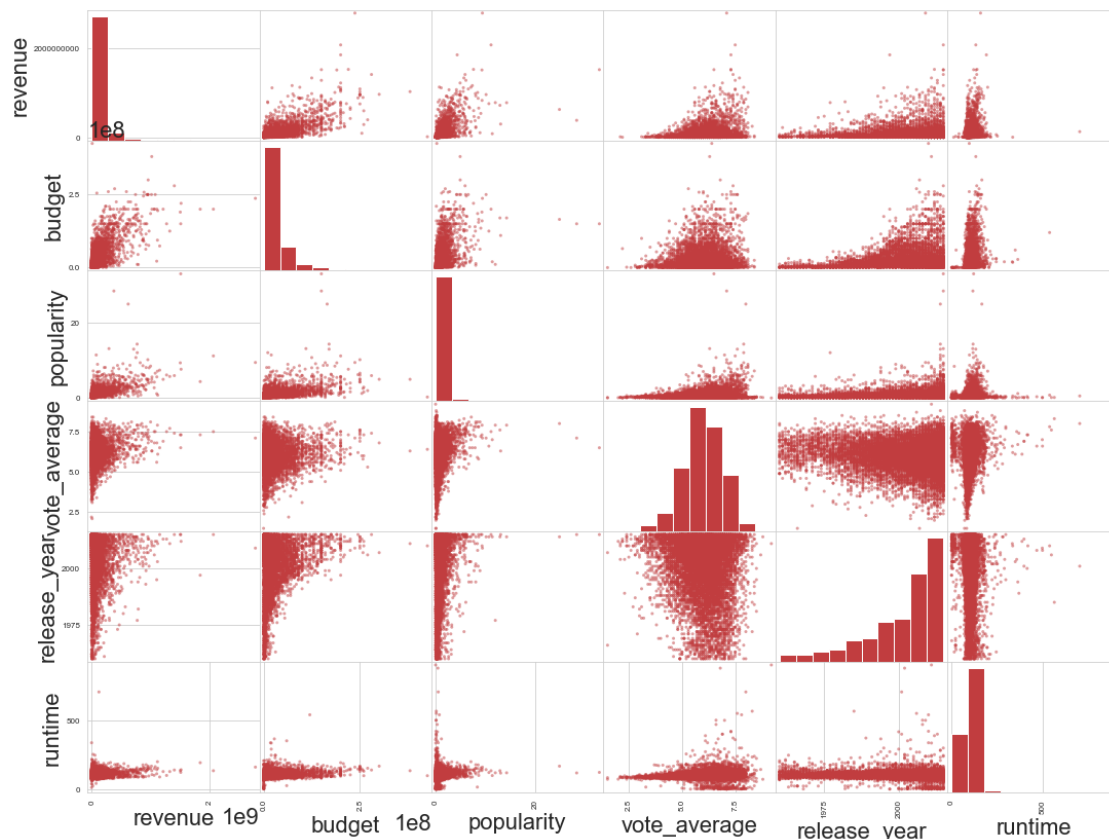 revenue
2000000000
0
1e8
budget
2.5
0.0
popularity
20
0
vote_average
7.5
5.0
2.5
release_year
2000
1975
runtime
500
0
0 2 0.0 2.5 0 20 2.5 5.0 7.5 1975 2000 0 500
revenue 1e9 budget 1e8 popularity vote_average release_year runtime